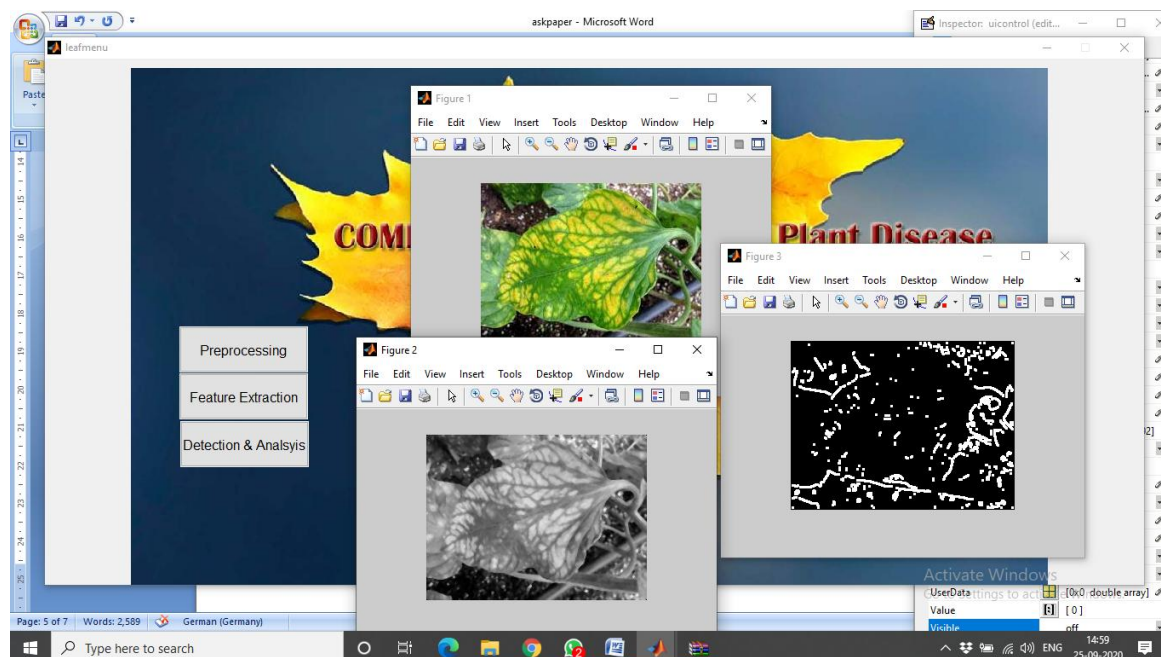 askpaper - Microsoft Word
Inspector: uicontrol (edit...
leafmenu
Paste
Figure 1
File Edit View Insert Tools Desktop Window Help
COM
Plant Disease
Figure 3
File Edit View Insert Tools Desktop Window Help
Preprocessing
Feature Extraction
Detection & Analsyis
Figure 2
File Edit View Insert Tools Desktop Window Help
Activate Windows
UserData [0x0 double array]
Value [ 0 ]
Visible off
Page: 5 of 7 Words: 2,589 German (Germany)
Type here to search
2
ENG
14:59
25-09-2020